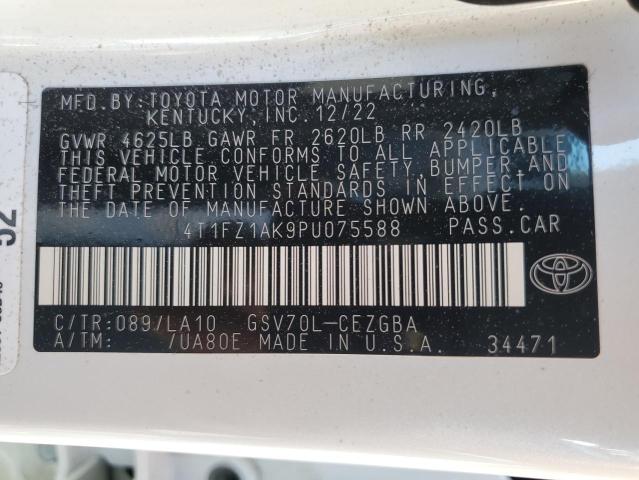 MFD. BY: TOYOTA MOTOR MANUFACTURING,
KENTUCKY, INC. 12/22
GVWR 4625LB GAWR FR 2620LB RR 2420LB
THIS VEHICLE CONFORMS TO ALL APPLICABLE
FEDERAL MOTOR VEHICLE SAFETY, BUMPER, AND
THEFT PREVENTION STANDARDS IN EFFECT ON
THE DATE OF MANUFACTURE SHOWN ABOVE.
4T1FZ1AK9PU075588 PASS. CAR
C/TR: 089/LA10 GSV70L-CEZGBA
A/TM: /UA80E MADE IN U.S.A. 34471
52